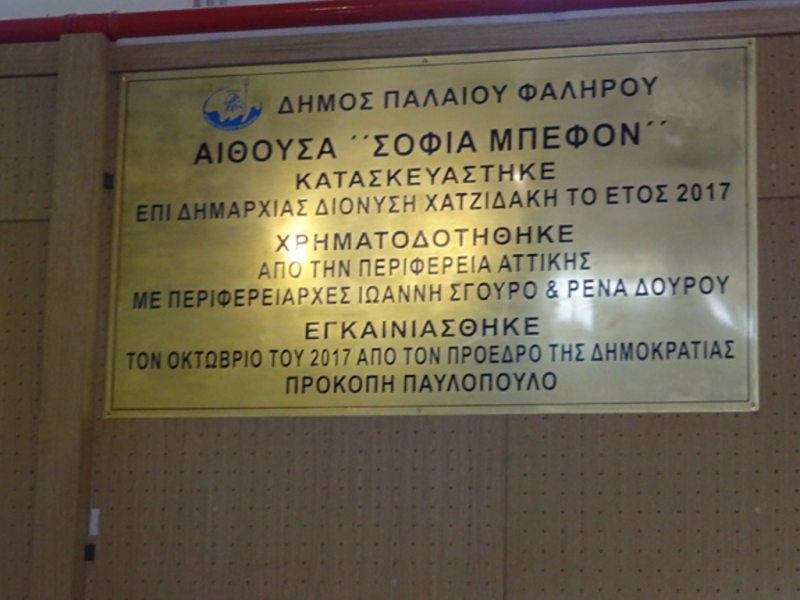 ΔΗΜΟΣ ΠΑΛΑΙΟΥ ΦΑΛΗΡΟΥ
ΑΙΘΟΥΣΑ ´´ΣΟΦΙΑ ΜΠΕΦΟΝ´´
ΚΑΤΑΣΚΕΥΑΣΤΗΚΕ
ΕΠΙ ΔΗΜΑΡΧΙΑΣ ΔΙΟΝΥΣΗ ΧΑΤΖΙΔΑΚΗ ΤΟ ΕΤΟΣ 2017
ΧΡΗΜΑΤΟΔΟΤΗΘΗΚΕ
ΑΠΟ ΤΗΝ ΠΕΡΙΦΕΡΕΙΑ ΑΤΤΙΚΗΣ
ΜΕ ΠΕΡΙΦΕΡΕΙΑΡΧΕΣ ΙΩΑΝΝΗ ΣΓΟΥΡΟ & ΡΕΝΑ ΔΟΥΡΟΥ
ΕΓΚΑΙΝΙΑΣΘΗΚΕ
ΤΟΝ ΟΚΤΩΒΡΙΟ ΤΟΥ 2017 ΑΠΟ ΤΟΝ ΠΡΟΕΔΡΟ ΤΗΣ ΔΗΜΟΚΡΑΤΙΑΣ
ΠΡΟΚΟΠΗ ΠΑΥΛΟΠΟΥΛΟ